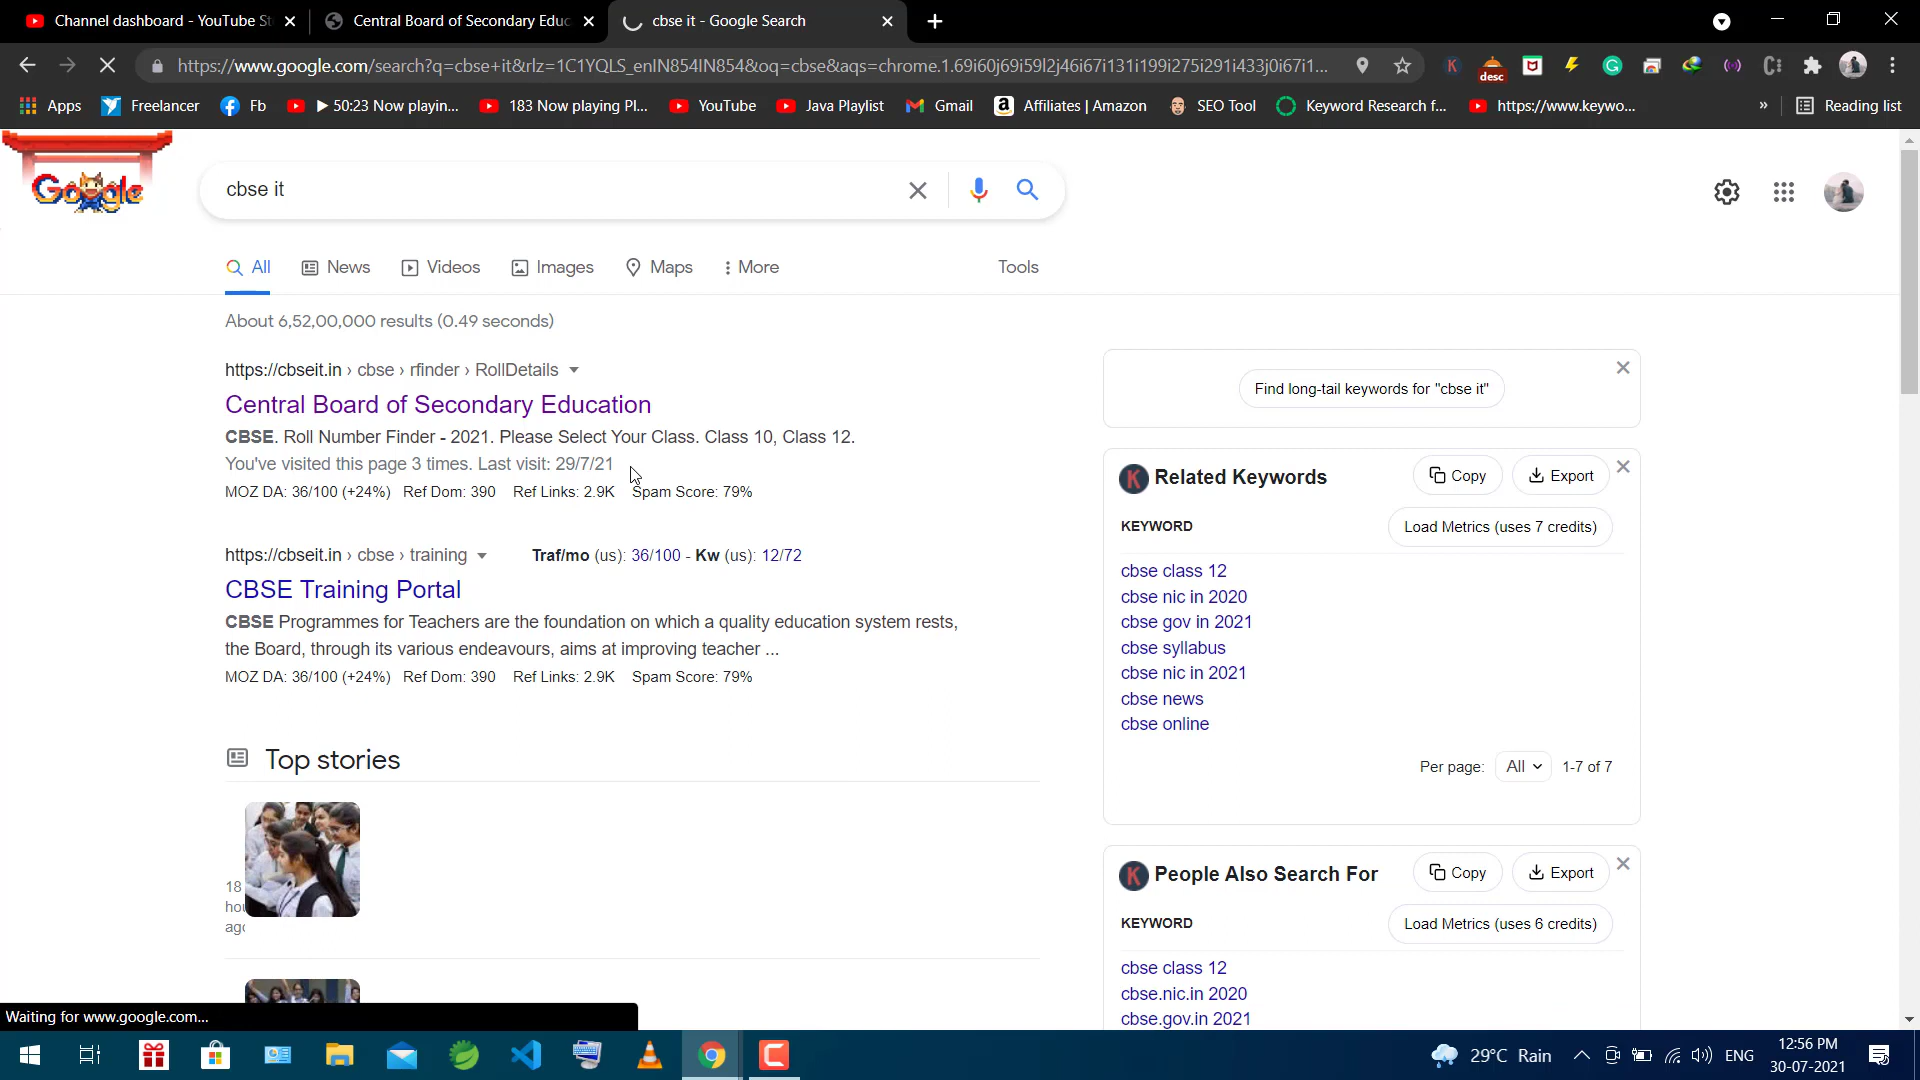 Channel dashboard - YouTube St
Central Board of Secondary Educ
cbse it - Google Search
https://www.google.com/search?q=cbse+it&rlz=1C1YQLS_enIN854IN854&oq=cbse&aqs=chrome.1.69i60j69i59l2j46i67i131i199i275i291i433j0i67i1...
desc
Apps
Freelancer
Fb
▶ 50:23 Now playin...
183 Now playing Pl...
YouTube
Java Playlist
Gmail
Affiliates | Amazon
SEO Tool
Keyword Research f...
https://www.keywo...
»
Reading list
Google
cbse it
All
News
Videos
Images
Maps
More
Tools
About 6,52,00,000 results (0.49 seconds)
https://cbseit.in › cbse › rfinder › RollDetails
Central Board of Secondary Education
CBSE. Roll Number Finder - 2021. Please Select Your Class. Class 10, Class 12.
You've visited this page 3 times. Last visit: 29/7/21
MOZ DA: 36/100 (+24%) Ref Dom: 390 Ref Links: 2.9K Spam Score: 79%
https://cbseit.in › cbse › training
Traf/mo (us): 36/100 - Kw (us): 12/72
CBSE Training Portal
CBSE Programmes for Teachers are the foundation on which a quality education system rests,
the Board, through its various endeavours, aims at improving teacher ...
MOZ DA: 36/100 (+24%) Ref Dom: 390 Ref Links: 2.9K Spam Score: 79%
Top stories
18
hou
ago
Find long-tail keywords for "cbse it"
K
Related Keywords
Copy
Export
KEYWORD
Load Metrics (uses 7 credits)
cbse class 12
cbse nic in 2020
cbse gov in 2021
cbse syllabus
cbse nic in 2021
cbse news
cbse online
Per page:
All
1-7 of 7
K
People Also Search For
Copy
Export
KEYWORD
Load Metrics (uses 6 credits)
cbse class 12
cbse.nic.in 2020
cbse.gov.in 2021
Waiting for www.google.com...
29°C Rain
ENG
12:56 PM
30-07-2021